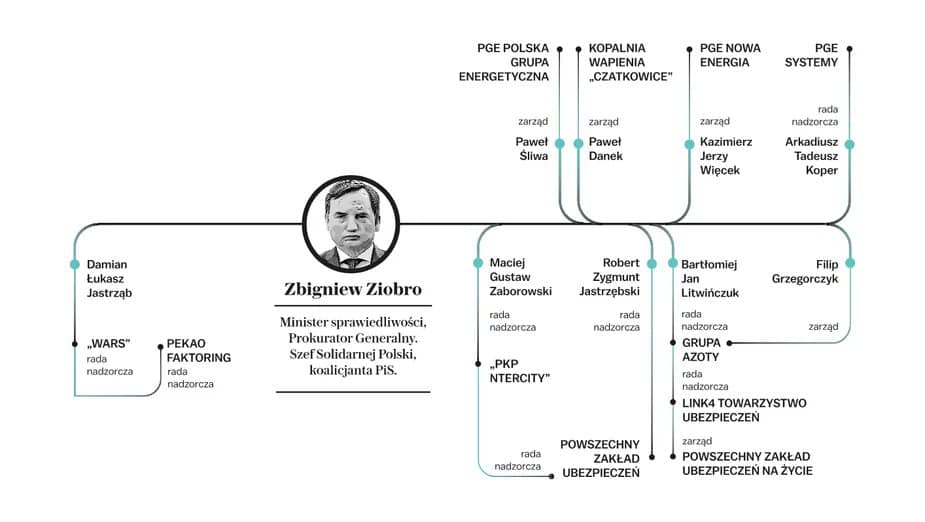 PGE POLSKA
GRUPA
ENERGETYCZNA
KOPALNIA
WAPIENIA
„CZATKOWICE”
PGE NOWA
ENERGIA
PGE
SYSTEMY
zarząd
zarząd
zarząd
rada
nadzorcza
Paweł
Śliwa
Paweł
Danek
Kazimierz
Jerzy
Więcek
Arkadiusz
Tadeusz
Koper
Zbigniew Ziobro
Minister sprawiedliwości,
Prokurator Generalny.
Szef Solidarnej Polski,
koalicjanta PiS.
Damian
Łukasz
Jastrząb
„WARS”
rada
nadzorcza
PEKAO
FAKTORING
rada
nadzorcza
Maciej
Gustaw
Zaborowski
rada
nadzorcza
„PKP
NTERCITY”
rada
nadzorcza
Robert
Zygmunt
Jastrzębski
rada
nadzorcza
POWSZECHNY
ZAKŁAD
UBEZPIECZEŃ
Bartłomiej
Jan
Litwińczuk
rada
nadzorcza
GRUPA
AZOTY
rada
nadzorcza
LINK4 TOWARZYSTWO
UBEZPIECZEŃ
zarząd
POWSZECHNY ZAKŁAD
UBEZPIECZEŃ NA ŻYCIE
Filip
Grzegorczyk
zarząd